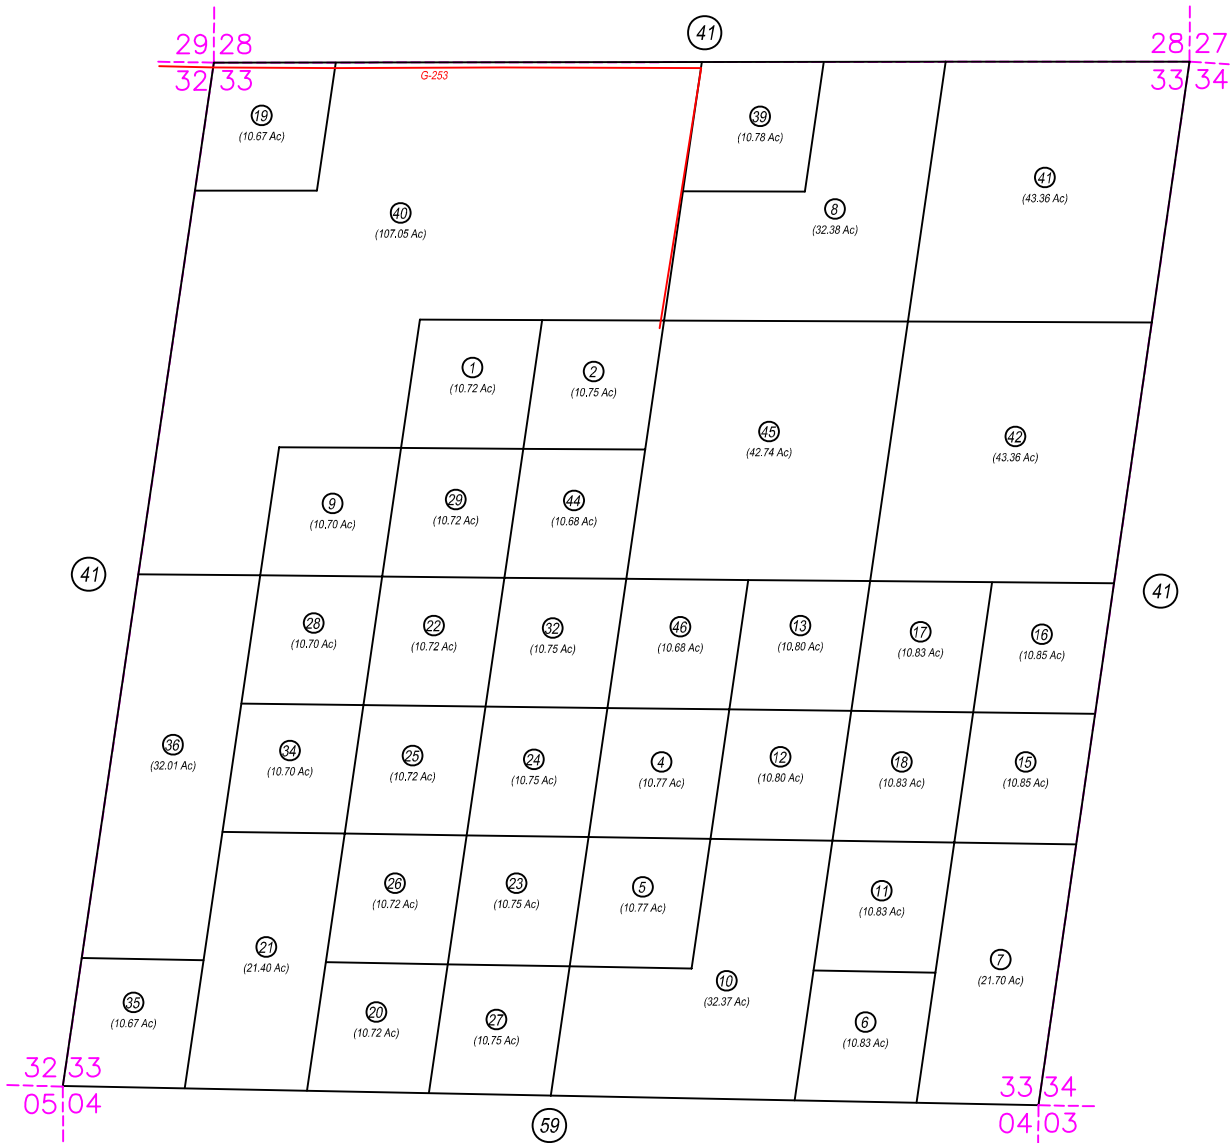 41
29 28
28 27
32 33
33 34
G-253
19
(10.67 Ac)
39
(10.78 Ac)
41
(43.36 Ac)
40
(107.05 Ac)
8
(32.38 Ac)
1
(10.72 Ac)
2
(10.75 Ac)
45
(42.74 Ac)
42
(43.36 Ac)
9
(10.70 Ac)
29
(10.72 Ac)
44
(10.68 Ac)
41
41
28
(10.70 Ac)
22
(10.72 Ac)
32
(10.75 Ac)
46
(10.68 Ac)
13
(10.80 Ac)
17
(10.83 Ac)
16
(10.85 Ac)
36
(32.01 Ac)
34
(10.70 Ac)
25
(10.72 Ac)
24
(10.75 Ac)
4
(10.77 Ac)
12
(10.80 Ac)
18
(10.83 Ac)
15
(10.85 Ac)
26
(10.72 Ac)
23
(10.75 Ac)
5
(10.77 Ac)
11
(10.83 Ac)
21
(21.40 Ac)
10
(32.37 Ac)
7
(21.70 Ac)
35
(10.67 Ac)
20
(10.72 Ac)
27
(10.75 Ac)
6
(10.83 Ac)
32 33
33 34
05 04
04 03
59